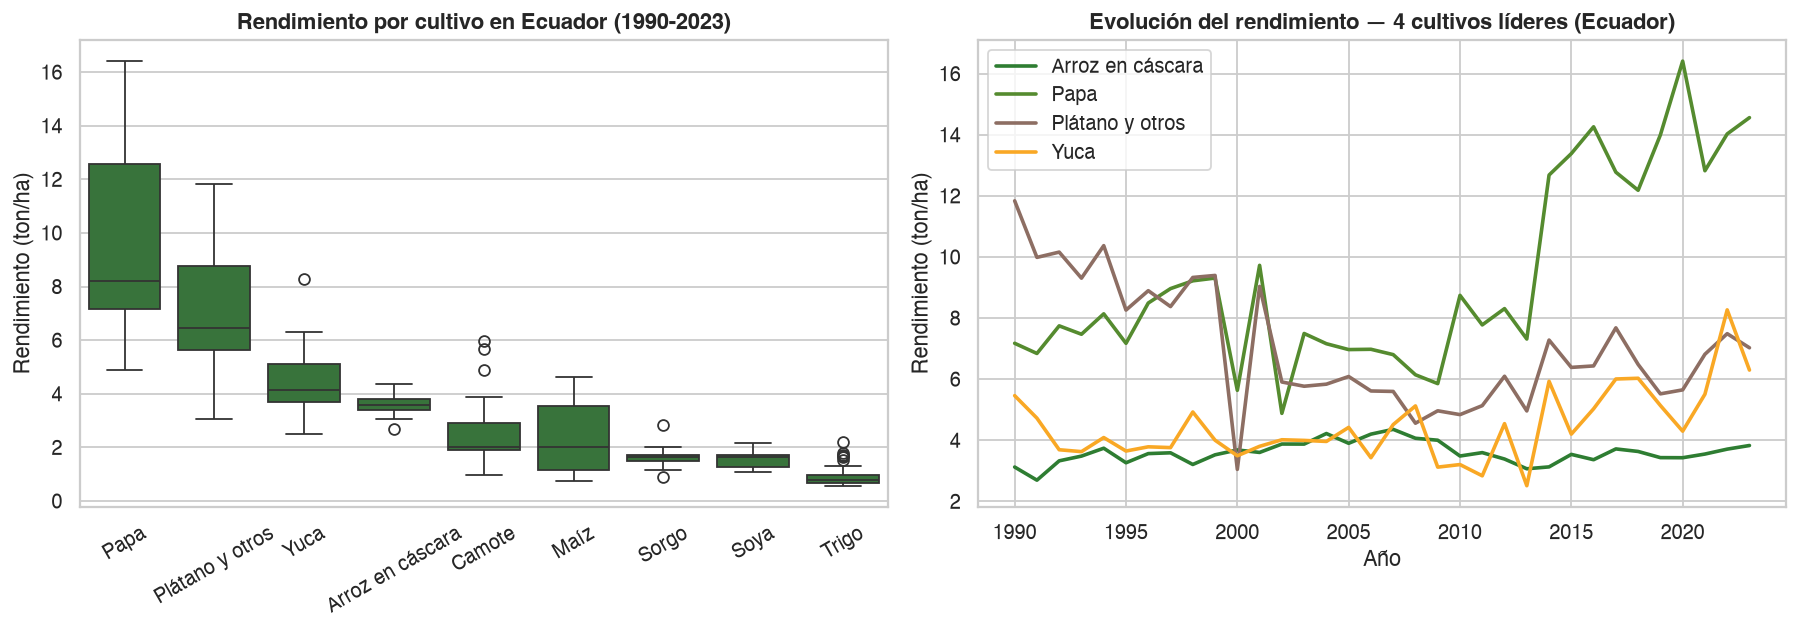 Rendimiento por cultivo en Ecuador (1990-2023)
Rendimiento (ton/ha)
16
14
12
10
8
6
4
2
0
Papa
Plátano y otros
Yuca
Arroz en cáscara
Camote
Maíz
Sorgo
Soya
Trigo
Evolución del rendimiento — 4 cultivos líderes (Ecuador)
Arroz en cáscara
Papa
Plátano y otros
Yuca
Rendimiento (ton/ha)
16
14
12
10
8
6
4
2
1990
1995
2000
2005
2010
2015
2020
Año